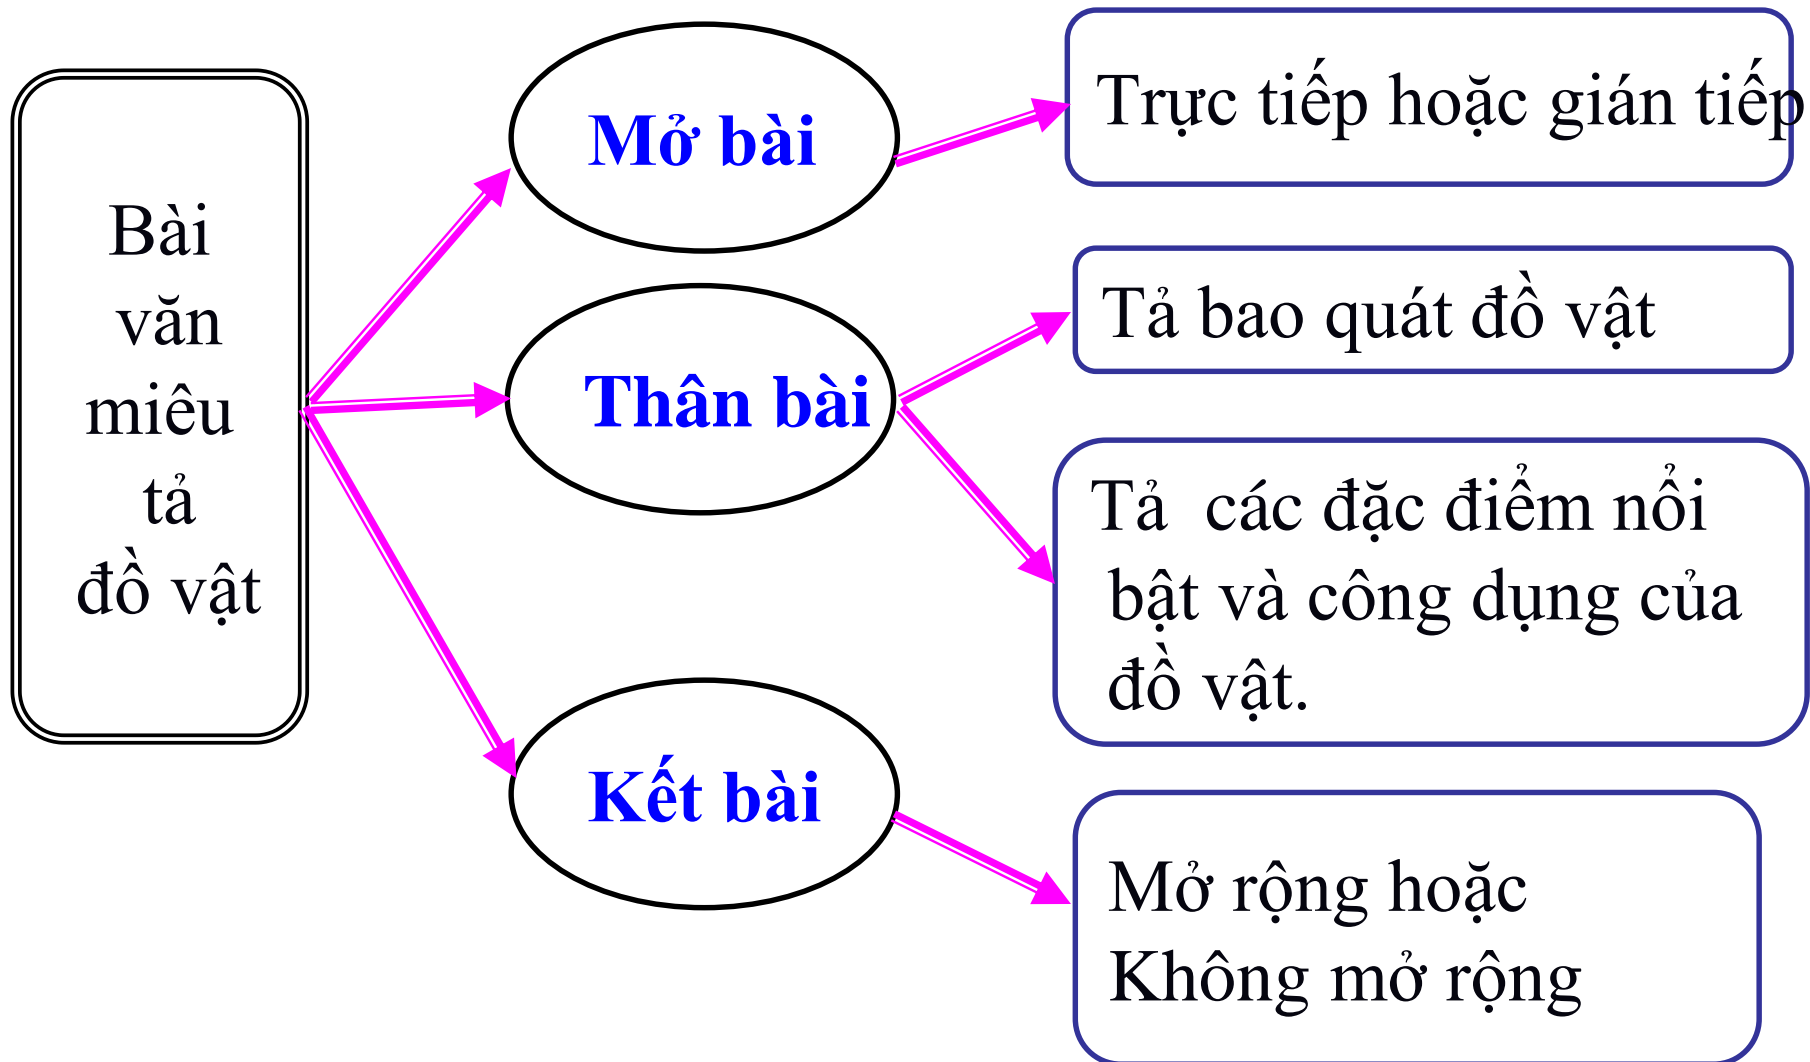 Bài
văn
miêu
tả
đồ vật
Mở bài
Trực tiếp hoặc gián tiếp
Thân bài
Tả bao quát đồ vật
Tả các đặc điểm nổi
bật và công dụng của
đồ vật.
Kết bài
Mở rộng hoặc
Không mở rộng